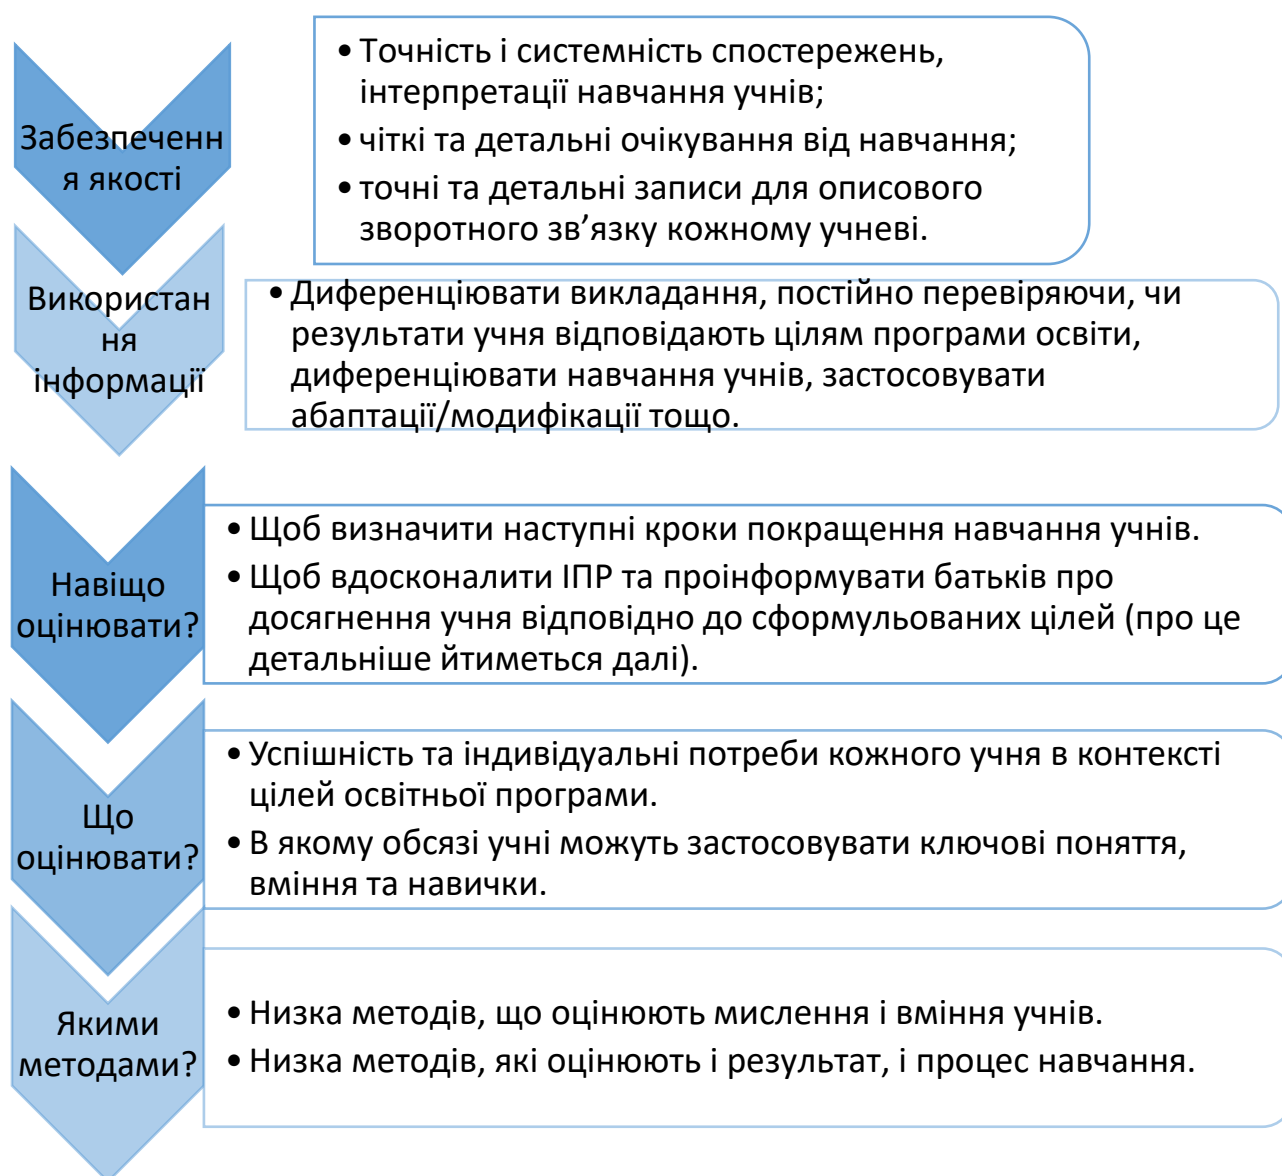 Забезпеченн
я якості
• Точність і системність спостережень,
інтерпретації навчання учнів;
• чіткі та детальні очікування від навчання;
• точні та детальні записи для описового
зворотного зв’язку кожному учневі.
Використан
ня
інформації
• Диференціювати викладання, постійно перевіряючи, чи
результати учня відповідають цілям програми освіти,
диференціювати навчання учнів, застосовувати
абаптації/модифікації тощо.
Навіщо
оцінювати?
• Щоб визначити наступні кроки покращення навчання учнів.
• Щоб вдосконалити ІПР та проінформувати батьків про
досягнення учня відповідно до сформульованих цілей (про це
детальніше йтиметься далі).
Що
оцінювати?
• Успішність та індивідуальні потреби кожного учня в контексті
цілей освітньої програми.
• В якому обсязі учні можуть застосовувати ключові поняття,
вміння та навички.
Якими
методами?
• Низка методів, що оцінюють мислення і вміння учнів.
• Низка методів, які оцінюють і результат, і процес навчання.